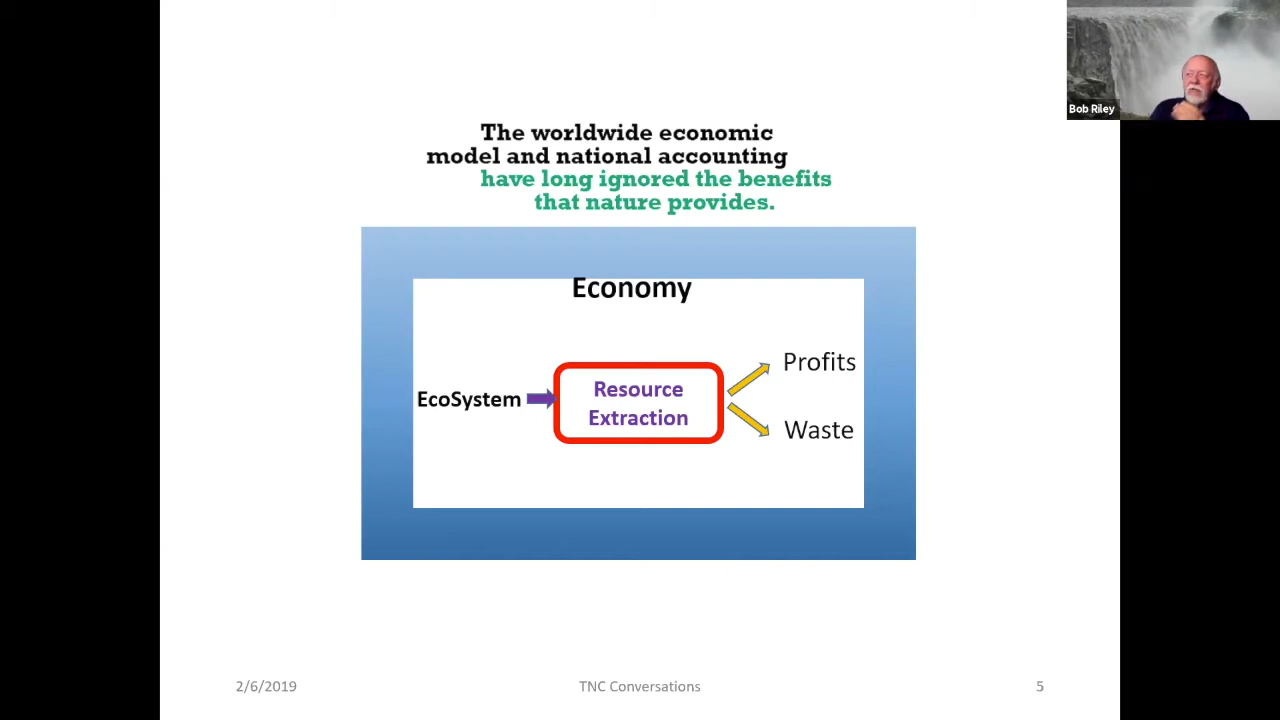 Bob Riley
The worldwide economic
model and national accounting
have long ignored the benefits
that nature provides.
Economy
Profits
EcoSystem
Resource
Extraction
Waste
2/6/2019
TNC Conversations
5